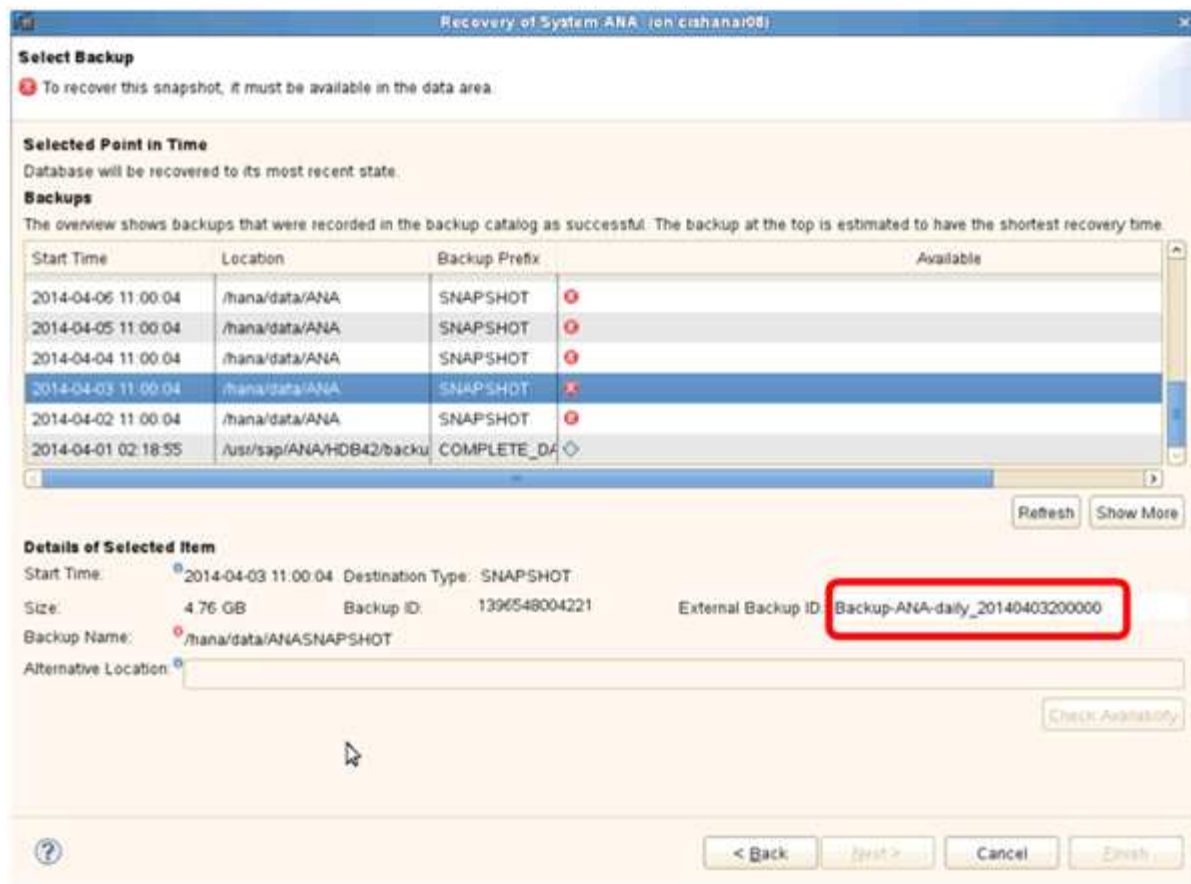 Recovery of System ANA (on cishanar08)
Select Backup
To recover this snapshot, it must be available in the data area.
Selected Point in Time
Database will be recovered to its most recent state.
Backups
The overview shows backups that were recorded in the backup catalog as successful. The backup at the top is estimated to have the shortest recovery time.
Start Time Location Backup Prefix Available
2014-04-06 11:00:04 /hana/data/ANA SNAPSHOT
2014-04-05 11:00:04 /hana/data/ANA SNAPSHOT
2014-04-04 11:00:04 /hana/data/ANA SNAPSHOT
2014-04-03 11:00:04 /hana/data/ANA SNAPSHOT
2014-04-02 11:00:04 /hana/data/ANA SNAPSHOT
2014-04-01 02:18:55 /usr/sap/ANA/HDB42/backu COMPLETE_DA
Refresh Show More
Details of Selected Item
Start Time: 2014-04-03 11:00:04 Destination Type: SNAPSHOT
Size: 4.76 GB Backup ID: 1396548004221 External Backup ID: Backup-ANA-daily_20140403200000
Backup Name: /hana/data/ANASNAPSHOT
Alternative Location:
Check Availability
< Back Next > Cancel Finish